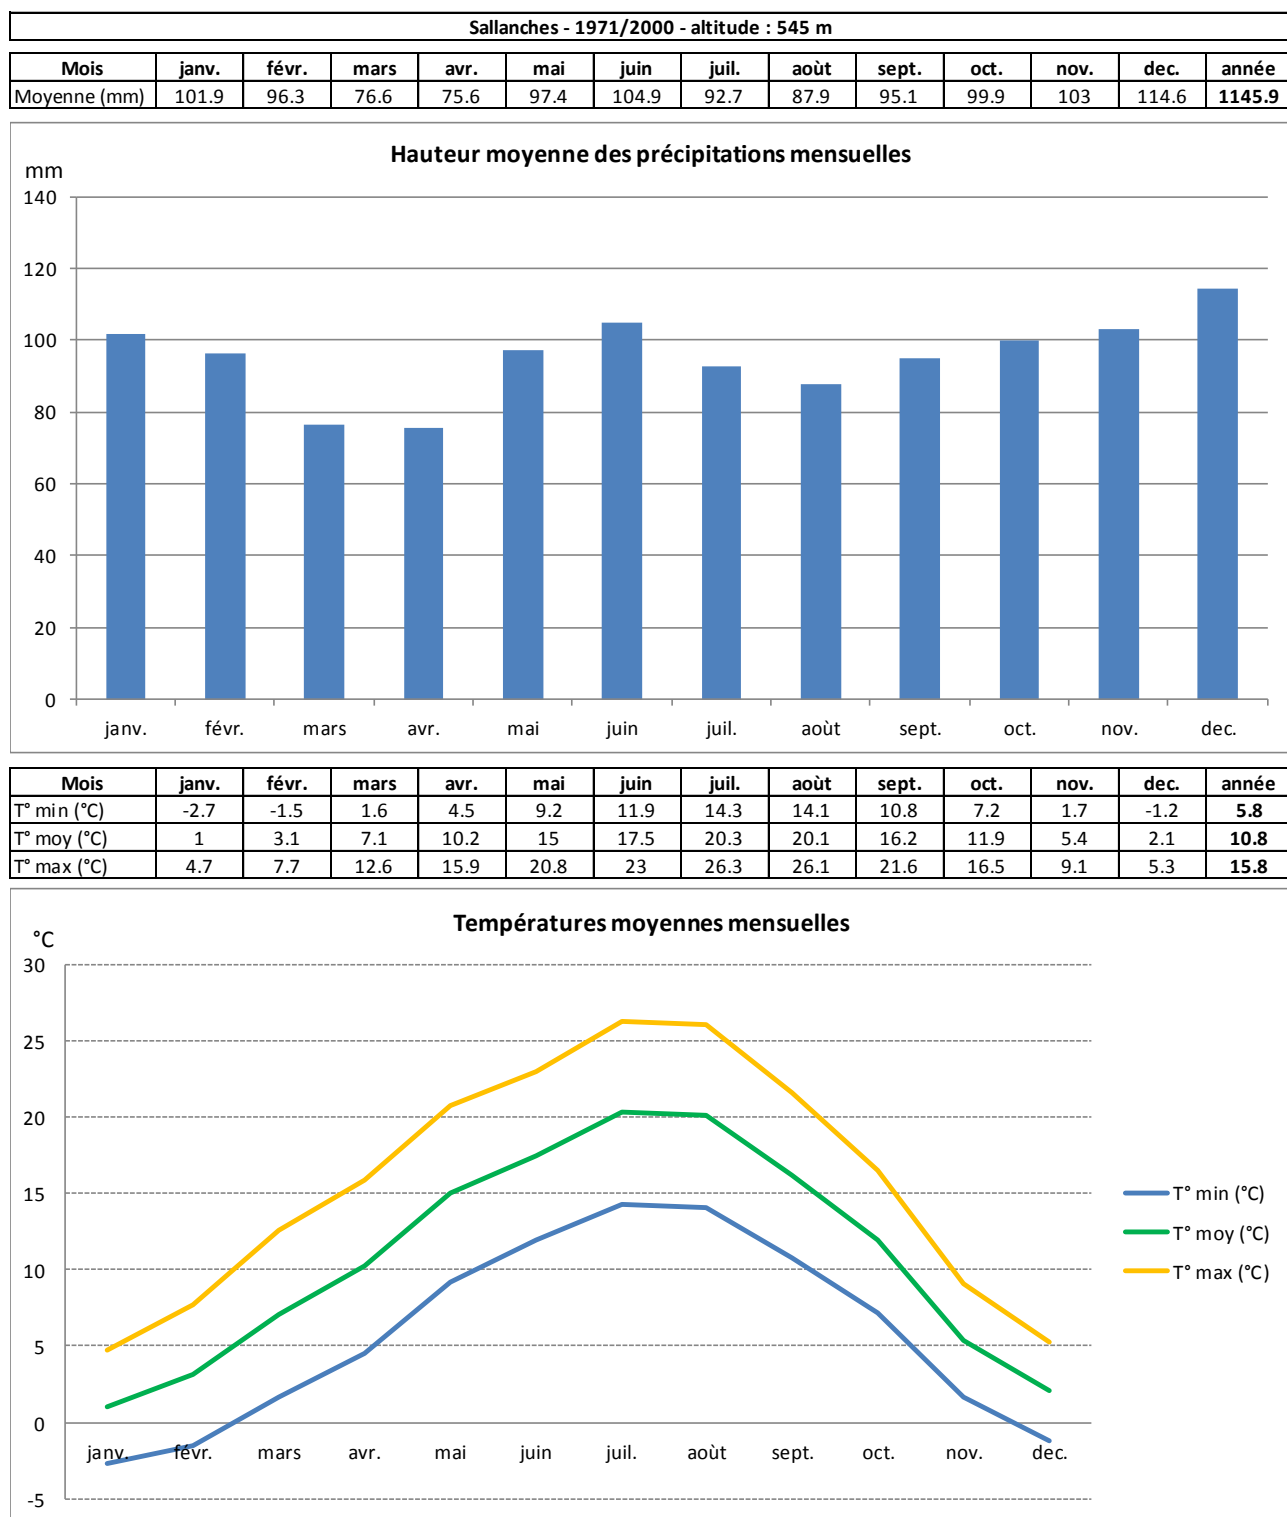 Sallanches - 1971/2000 - altitude : 545 m
Mois janv. févr. mars avr. mai juin juil. aoùt sept. oct. nov. dec. année
Moyenne (mm) 101.9 96.3 76.6 75.6 97.4 104.9 92.7 87.9 95.1 99.9 103 114.6 1145.9
Hauteur moyenne des précipitations mensuelles
mm
140
120
100
80
60
40
20
0
janv. févr. mars avr. mai juin juil. aoùt sept. oct. nov. dec.
Mois janv. févr. mars avr. mai juin juil. aoùt sept. oct. nov. dec. année
T° min (°C) -2.7 -1.5 1.6 4.5 9.2 11.9 14.3 14.1 10.8 7.2 1.7 -1.2 5.8
T° moy (°C) 1 3.1 7.1 10.2 15 17.5 20.3 20.1 16.2 11.9 5.4 2.1 10.8
T° max (°C) 4.7 7.7 12.6 15.9 20.8 23 26.3 26.1 21.6 16.5 9.1 5.3 15.8
Températures moyennes mensuelles
°C
30
25
20
15
10
5
0
-5
janv. févr. mars avr. mai juin juil. aoùt sept. oct. nov. dec.
T° min (°C)
T° moy (°C)
T° max (°C)